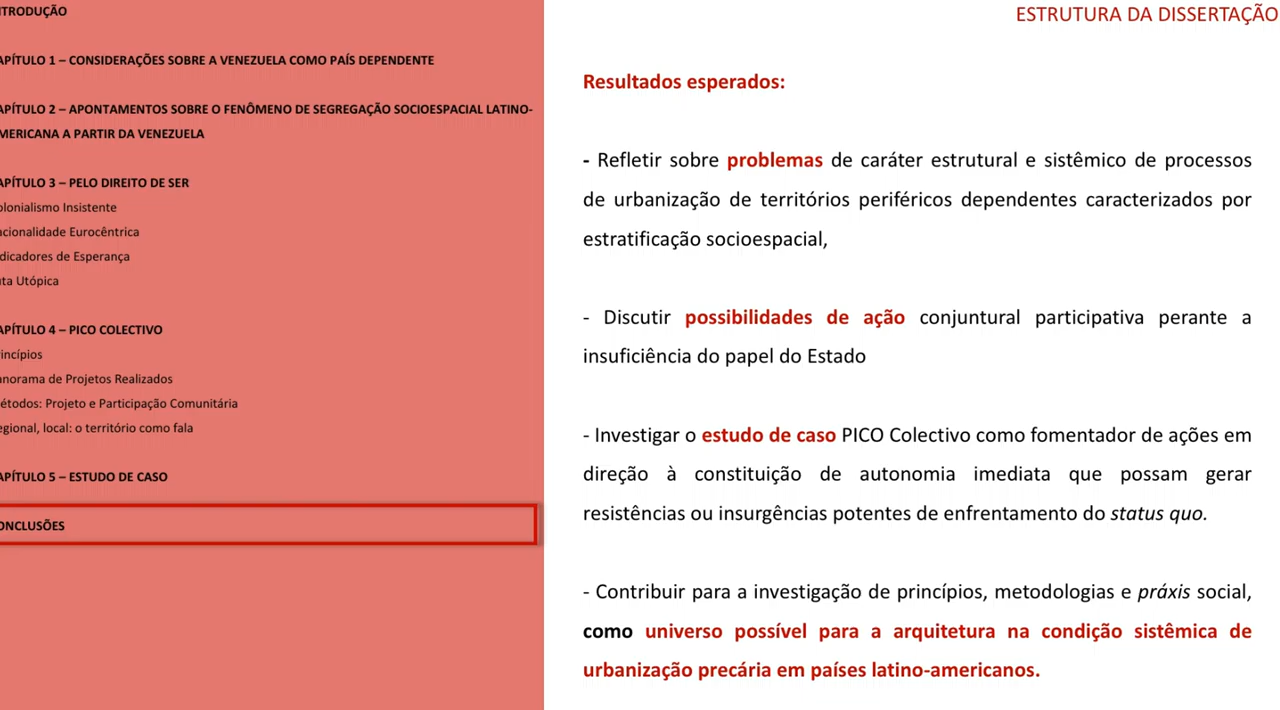 NTRODUÇÃO
APÍTULO 1 – CONSIDERAÇÕES SOBRE A VENEZUELA COMO PAÍS DEPENDENTE
APÍTULO 2 – APONTAMENTOS SOBRE O FENÔMENO DE SEGREGAÇÃO SOCIOESPACIAL LATINO-
MERICANA A PARTIR DA VENEZUELA
APÍTULO 3 – PELO DIREITO DE SER
olonialismo Insistente
acionalidade Eurocêntrica
dicadores de Esperança
uta Utópica
APÍTULO 4 – PICO COLECTIVO
incípios
anorama de Projetos Realizados
étodos: Projeto e Participação Comunitária
egional, local: o território como fala
APÍTULO 5 – ESTUDO DE CASO
ONCLUSÕES
ESTRUTURA DA DISSERTAÇÃO
Resultados esperados:
- Refletir sobre problemas de caráter estrutural e sistêmico de processos
de urbanização de territórios periféricos dependentes caracterizados por
estratificação socioespacial,
- Discutir possibilidades de ação conjuntural participativa perante a
insuficiência do papel do Estado
- Investigar o estudo de caso PICO Colectivo como fomentador de ações em
direção à constituição de autonomia imediata que possam gerar
resistências ou insurgências potentes de enfrentamento do status quo.
- Contribuir para a investigação de princípios, metodologias e práxis social,
como universo possível para a arquitetura na condição sistêmica de
urbanização precária em países latino-americanos.